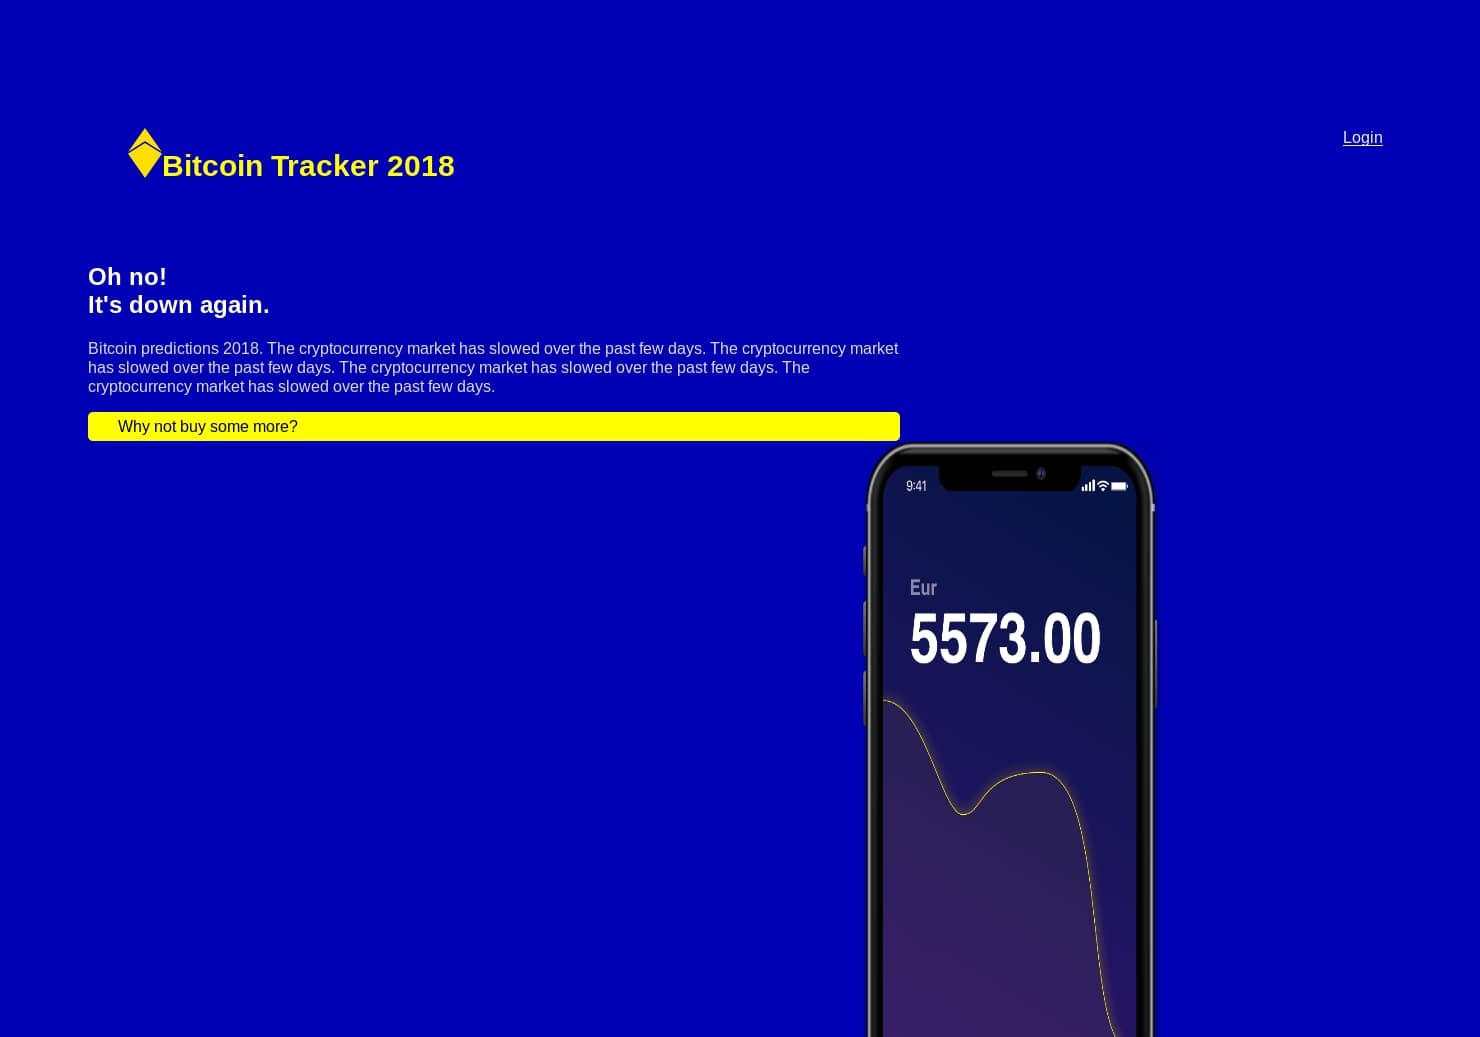 Login
Bitcoin Tracker 2018
Oh no!
It's down again.
Bitcoin predictions 2018. The cryptocurrency market has slowed over the past few days. The cryptocurrency market
has slowed over the past few days. The cryptocurrency market has slowed over the past few days. The
cryptocurrency market has slowed over the past few days.
Why not buy some more?
9:41
Eur
5573.00